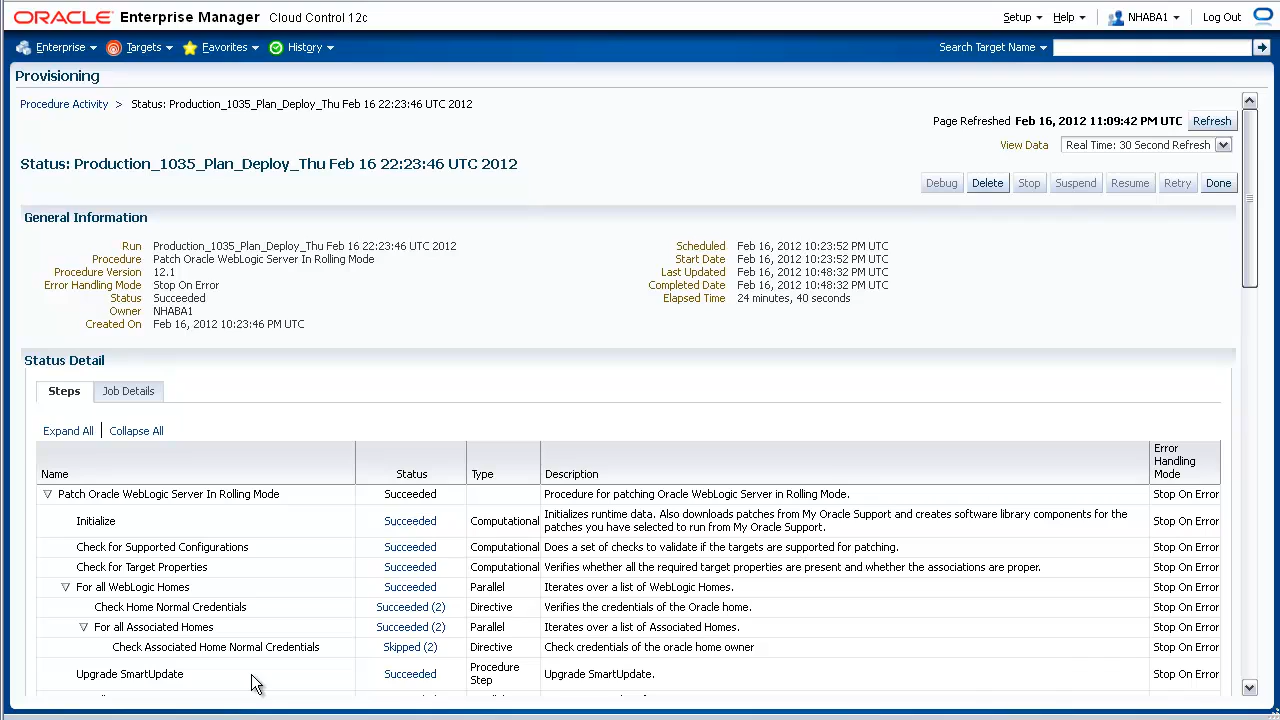 ORACLE Enterprise Manager Cloud Control 12c
Setup Help NHABA1 Log Out
Enterprise Targets Favorites History Search Target Name
Provisioning
Procedure Activity > Status: Production_1035_Plan_Deploy_Thu Feb 16 22:23:46 UTC 2012
Page Refreshed Feb 16, 2012 11:09:42 PM UTC Refresh
View Data Real Time: 30 Second Refresh
Status: Production_1035_Plan_Deploy_Thu Feb 16 22:23:46 UTC 2012
Debug Delete Stop Suspend Resume Retry Done
General Information
Run Production_1035_Plan_Deploy_Thu Feb 16 22:23:46 UTC 2012
Procedure Patch Oracle WebLogic Server In Rolling Mode
Procedure Version 12.1
Error Handling Mode Stop On Error
Status Succeeded
Owner NHABA1
Created On Feb 16, 2012 10:23:46 PM UTC
Scheduled Feb 16, 2012 10:23:52 PM UTC
Start Date Feb 16, 2012 10:23:52 PM UTC
Last Updated Feb 16, 2012 10:48:32 PM UTC
Completed Date Feb 16, 2012 10:48:32 PM UTC
Elapsed Time 24 minutes, 40 seconds
Status Detail
Steps Job Details
Expand All Collapse All
Name Status Type Description Error Handling Mode
Patch Oracle WebLogic Server In Rolling Mode Succeeded Procedure for patching Oracle WebLogic Server in Rolling Mode. Stop On Error
Initialize Succeeded Computational Initializes runtime data. Also downloads patches from My Oracle Support and creates software library components for the patches you have selected to run from My Oracle Support. Stop On Error
Check for Supported Configurations Succeeded Computational Does a set of checks to validate if the targets are supported for patching. Stop On Error
Check for Target Properties Succeeded Computational Verifies whether all the required target properties are present and whether the associations are proper. Stop On Error
For all WebLogic Homes Succeeded Parallel Iterates over a list of WebLogic Homes. Stop On Error
Check Home Normal Credentials Succeeded (2) Directive Verifies the credentials of the Oracle home. Stop On Error
For all Associated Homes Succeeded (2) Parallel Iterates over a list of Associated Homes. Stop On Error
Check Associated Home Normal Credentials Skipped (2) Directive Check credentials of the oracle home owner Stop On Error
Upgrade SmartUpdate Succeeded Procedure Step Upgrade SmartUpdate. Stop On Error